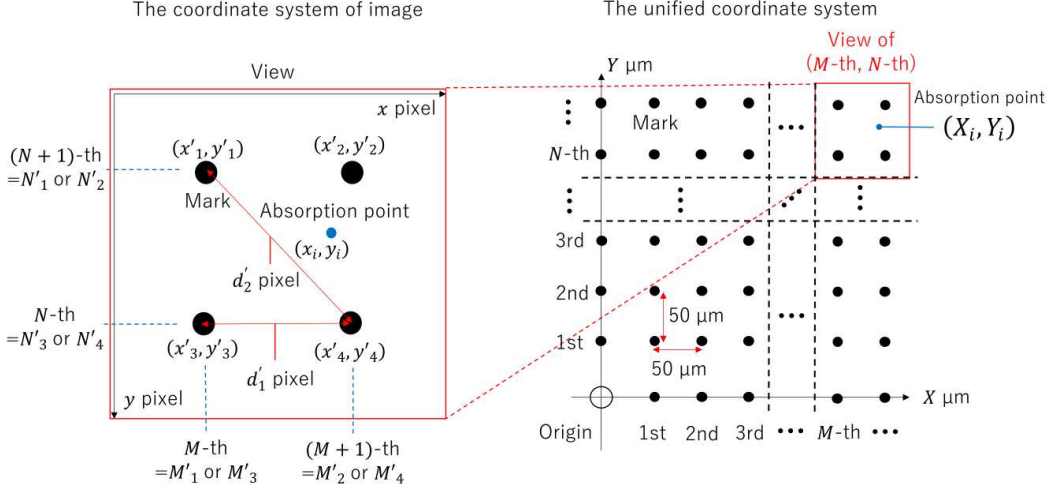 The coordinate system of image
The unified coordinate system
View
x pixel
(N + 1)-th
=N′₁ or N′₂
(x′₁, y′₁)
(x′₂, y′₂)
Mark
Absorption point
(xᵢ, yᵢ)
d′₂ pixel
N-th
=N′₃ or N′₄
(x′₃, y′₃)
(x′₄, y′₄)
d′₁ pixel
y pixel
M-th
=M′₁ or M′₃
(M + 1)-th
=M′₂ or M′₄
Y μm
View of
(M-th, N-th)
Absorption point
(Xᵢ, Yᵢ)
Mark
N-th
3rd
2nd
50 μm
1st
50 μm
X μm
Origin
1st
2nd
3rd
M-th